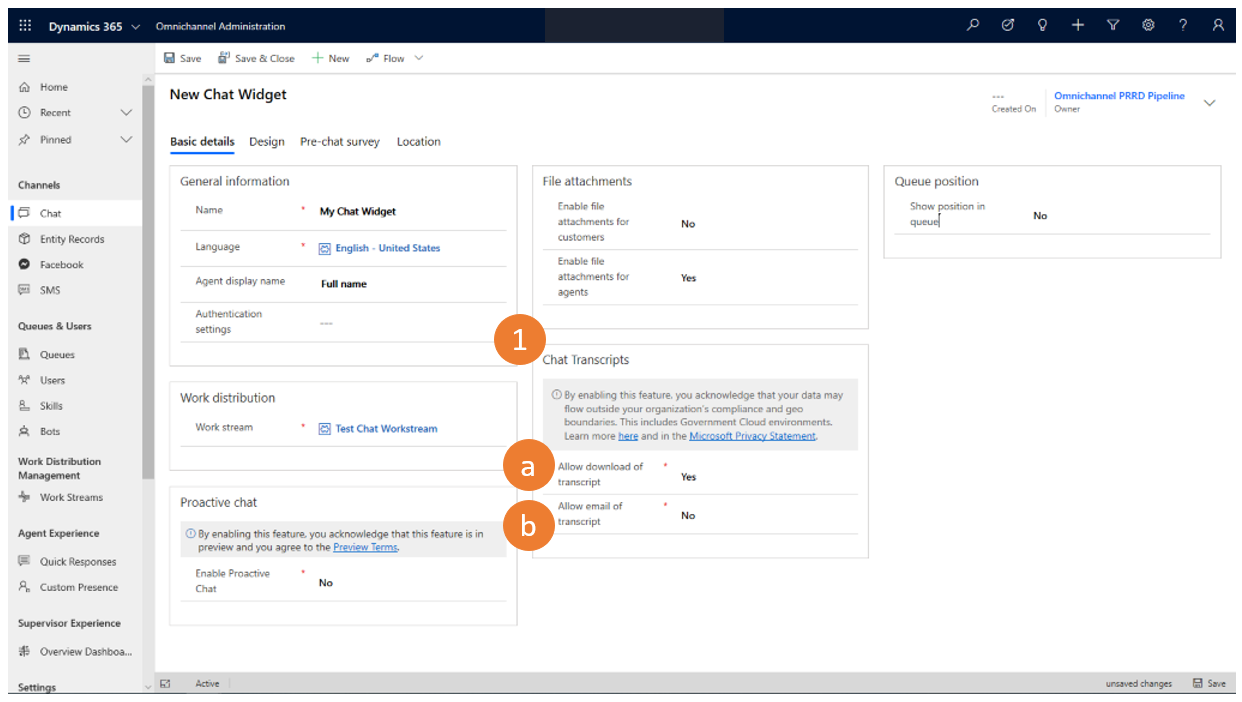 Dynamics 365
Omnichannel Administration
Save
Save & Close
New
Flow
Home
Recent
Pinned
Channels
Chat
Entity Records
Facebook
SMS
Queues & Users
Queues
Users
Skills
Bots
Work Distribution
Management
Work Streams
Agent Experience
Quick Responses
Custom Presence
Supervisor Experience
Overview Dashboa...
Settings
New Chat Widget
---
Created On
Omnichannel PRRD Pipeline
Owner
Basic details
Design
Pre-chat survey
Location
General information
Name
*
My Chat Widget
Language
*
English - United States
Agent display name
Full name
Authentication
settings
---
Work distribution
Work stream
*
Test Chat Workstream
Proactive chat
By enabling this feature, you acknowledge that this feature is in
preview and you agree to the Preview Terms.
Enable Proactive
Chat
*
No
File attachments
Enable file
attachments for
customers
No
Enable file
attachments for
agents
Yes
1
Chat Transcripts
By enabling this feature, you acknowledge that your data may
flow outside your organization's compliance and geo
boundaries. This includes Government Cloud environments.
Learn more here and in the Microsoft Privacy Statement.
a
Allow download of
transcript
*
Yes
b
Allow email of
transcript
*
No
Queue position
Show position in
queue
No
Active
unsaved changes
Save